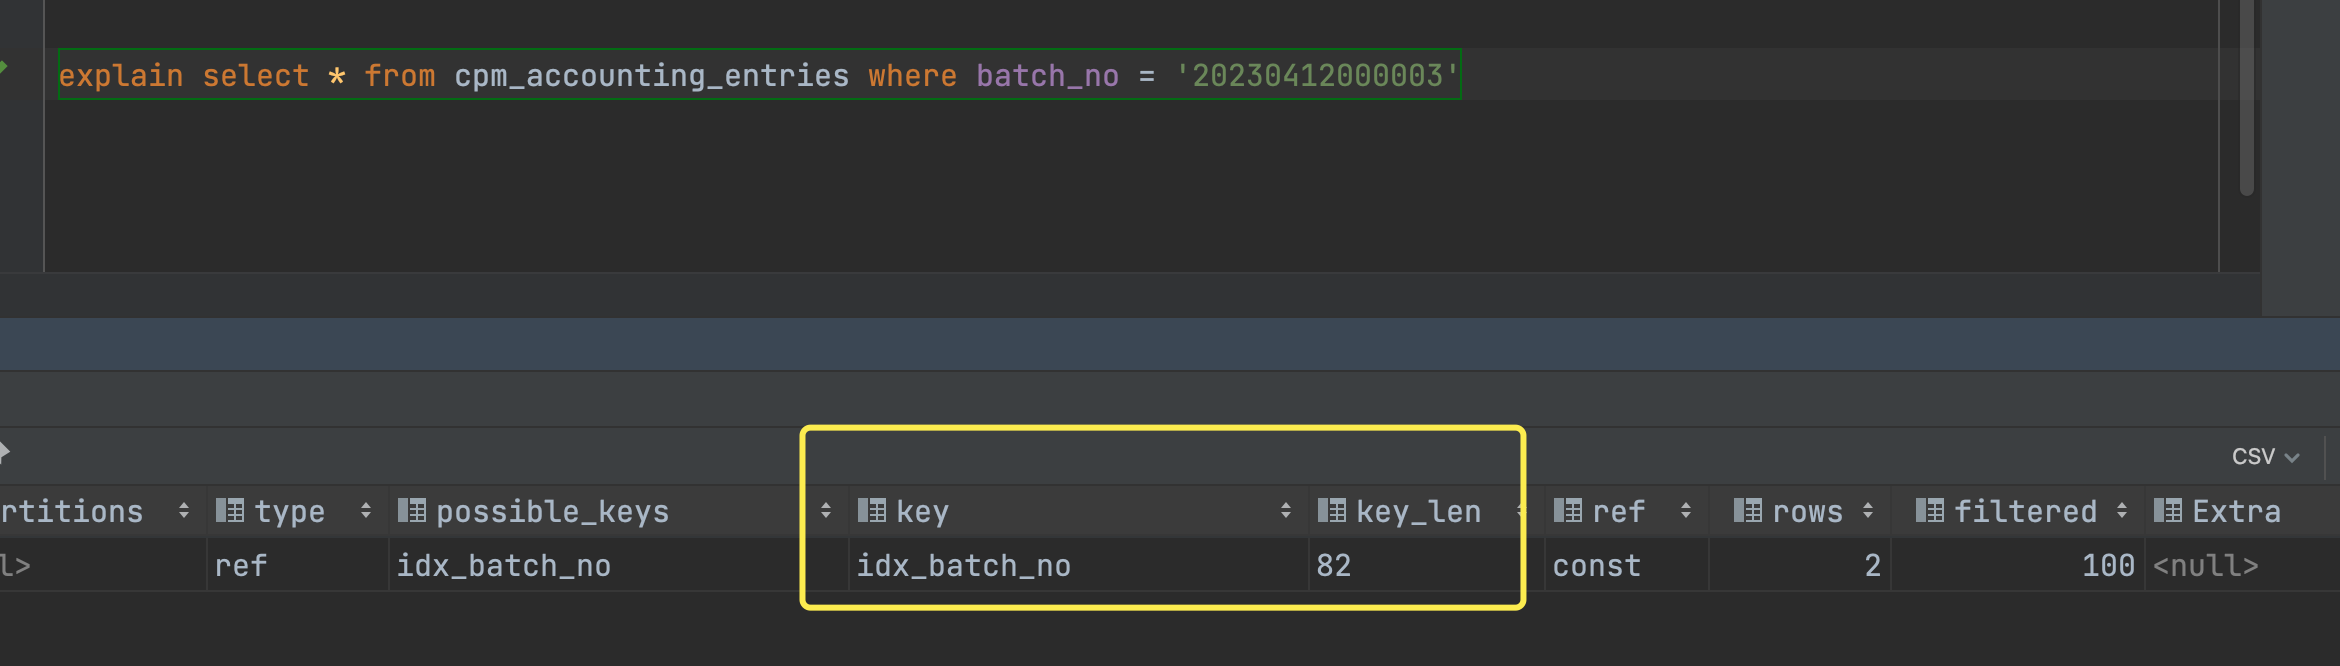 explain select * from cpm_accounting_entries where batch_no = '20230412000003'
CSV
rtitions type possible_keys key key_len ref rows filtered Extra
l> ref idx_batch_no idx_batch_no 82 const 2 100 <null>